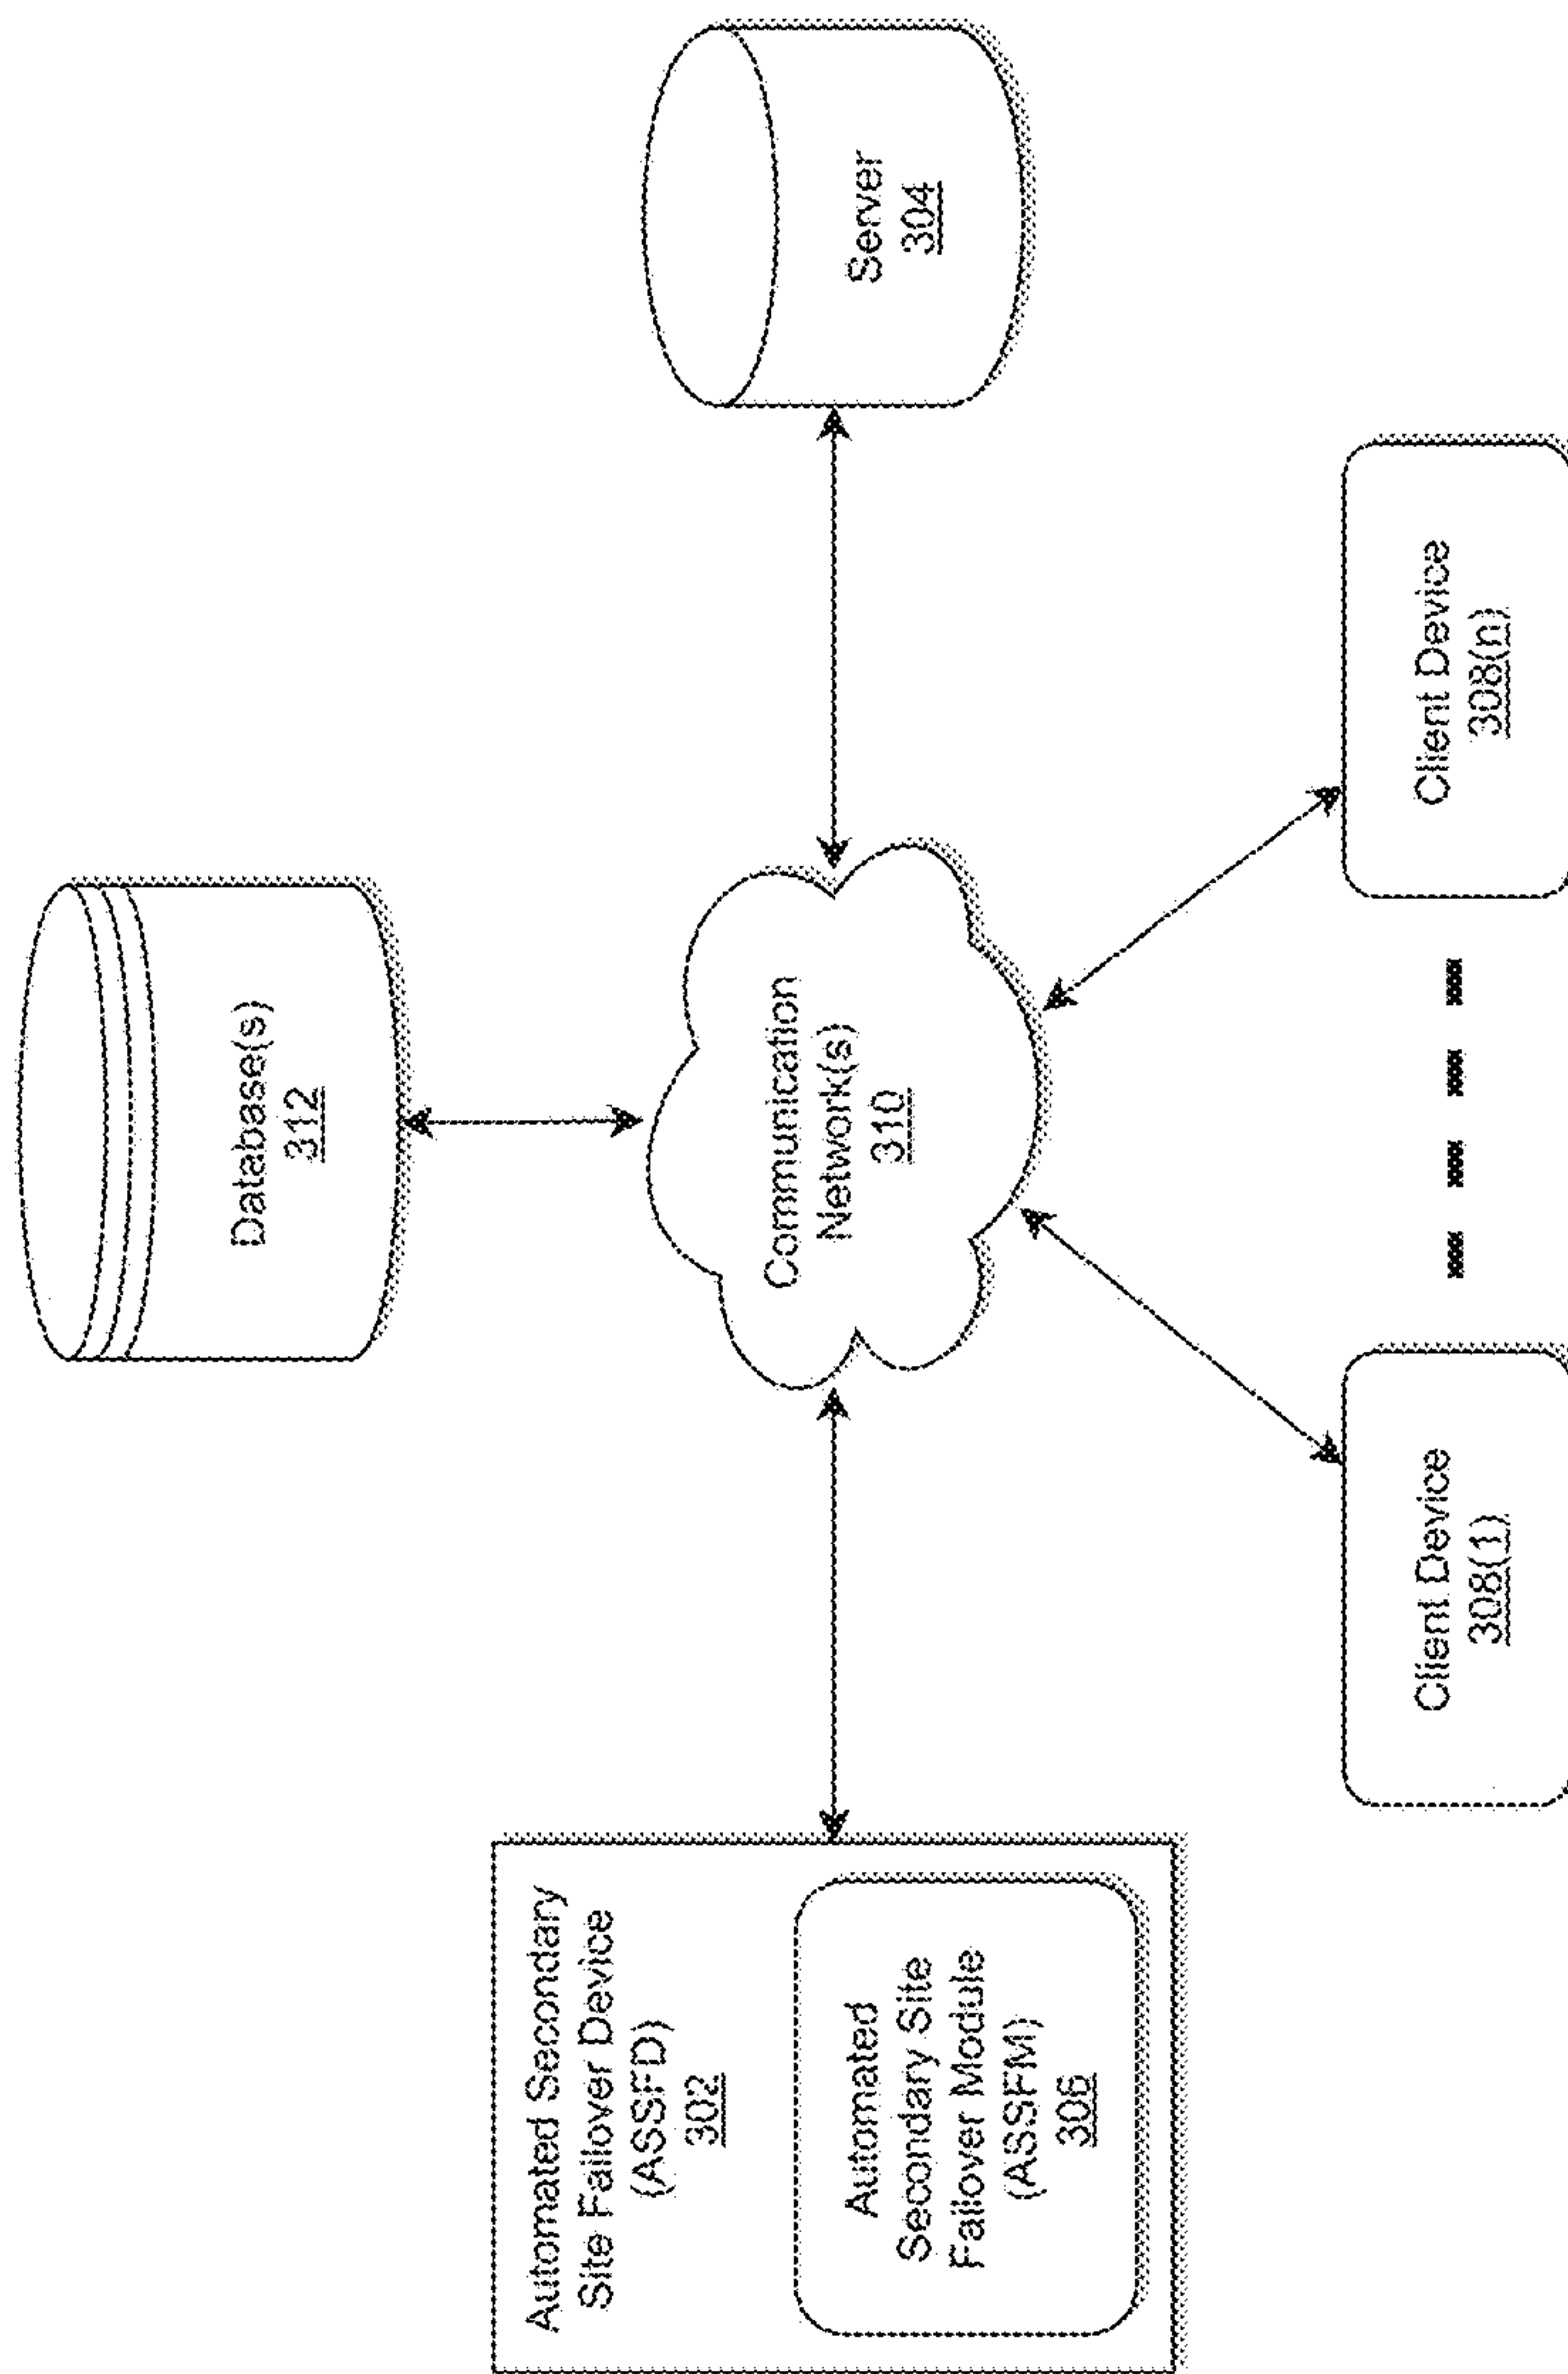 Database(s)
312
Automated Secondary
Site Failover Device
(ASSFD)
302
Automated
Secondary Site
Failover Module
(ASSFM)
306
Communication
Network(s)
310
Server
304
Client Device
308(1)
Client Device
308(n)